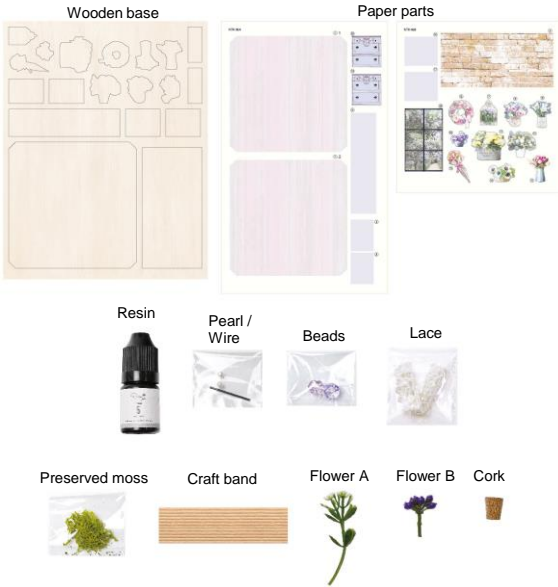 Wooden base
Paper parts
Resin
Pearl /
Wire
Beads
Lace
Preserved moss
Craft band
Flower A
Flower B
Cork